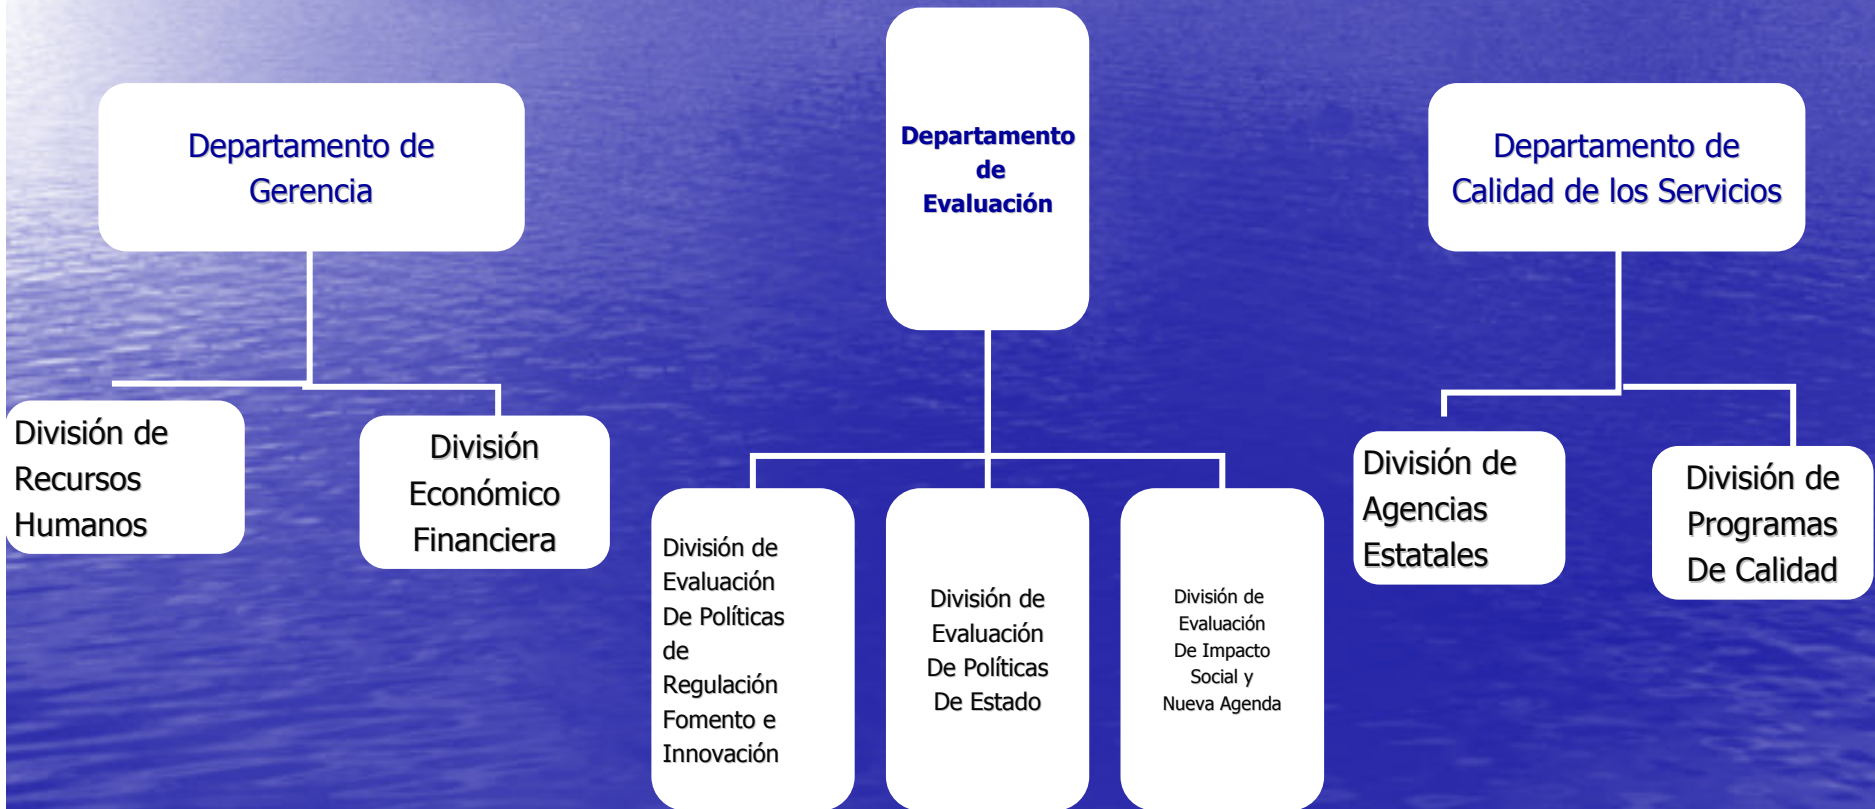 Departamento de
Gerencia
Departamento
de
Evaluación
Departamento de
Calidad de los Servicios
División de
Recursos
Humanos
División
Económico
Financiera
División de
Evaluación
De Políticas
de
Regulación
Fomento e
Innovación
División de
Evaluación
De Políticas
De Estado
División de
Evaluación
De Impacto
Social y
Nueva Agenda
División de
Agencias
Estatales
División de
Programas
De Calidad